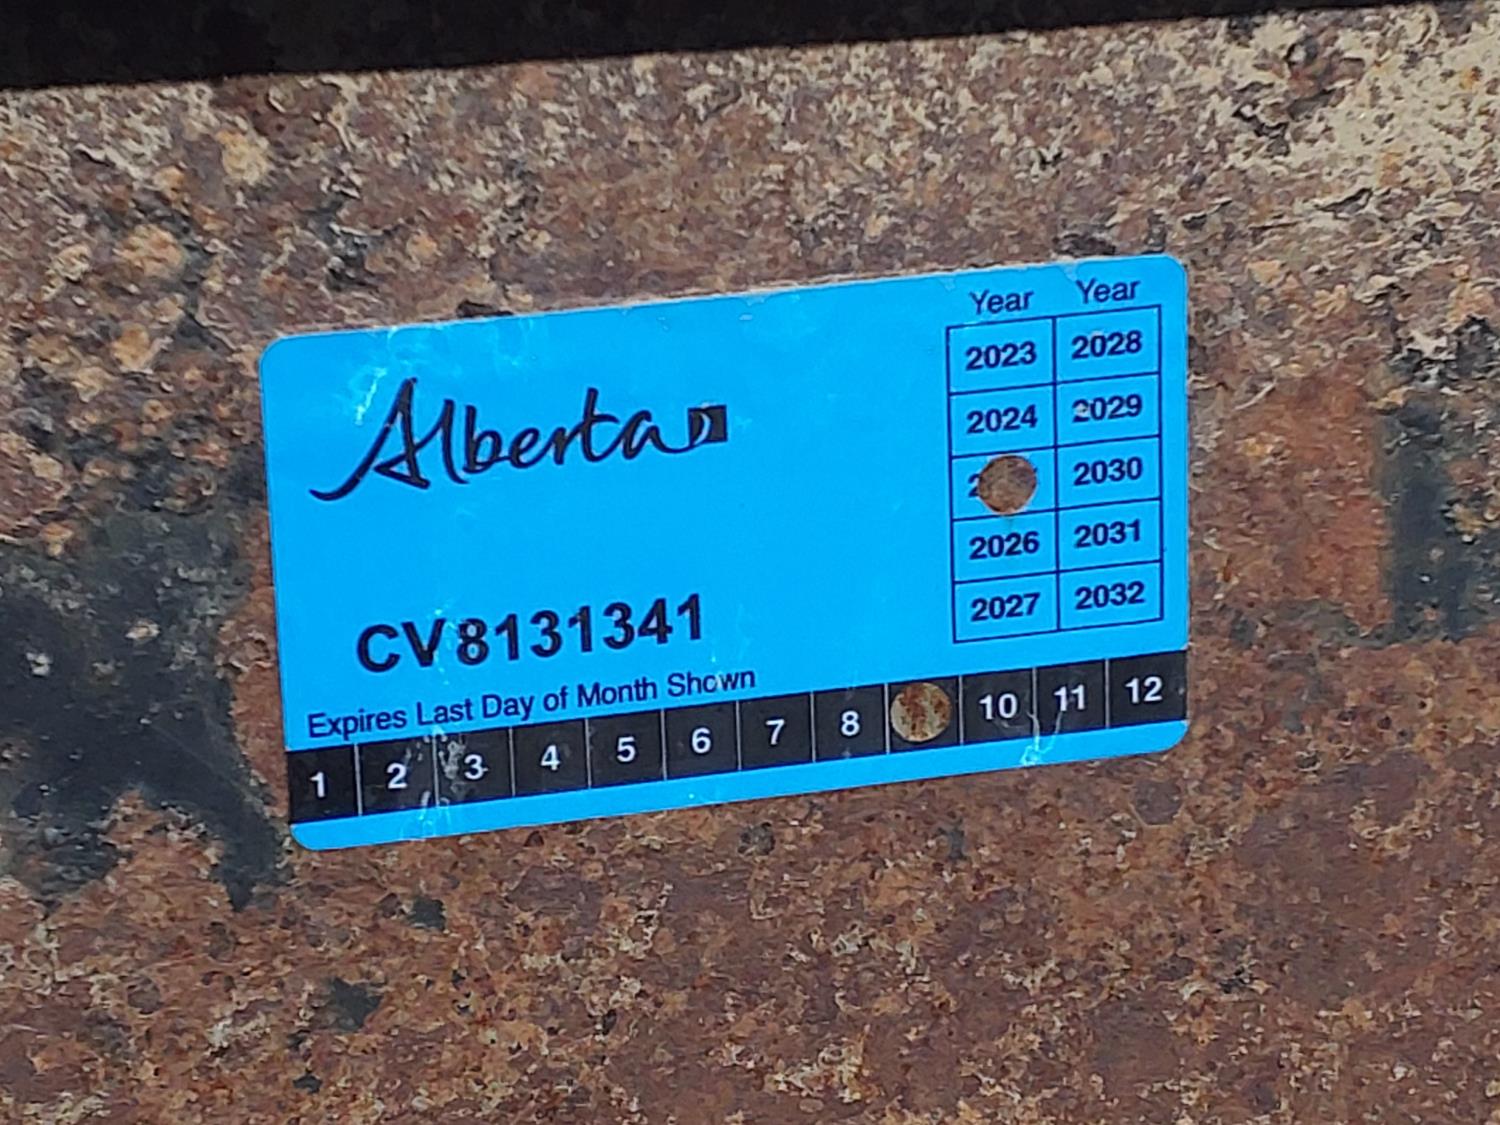 Alberta
Year Year
2023 2028
2024 2029
2030
2026 2031
2027 2032
CV8131341
Expires Last Day of Month Shown
1 2 3 4 5 6 7 8 10 11 12